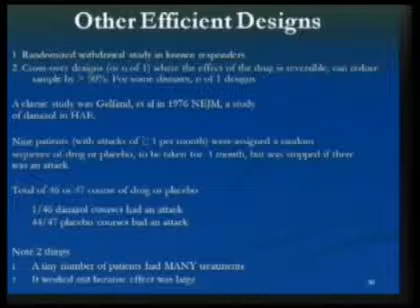 Other Efficient Designs
1 Randomized withdrawal study in known responders
2 Cross-over designs (or n of 1) where the effect of the drug is reversible, can reduce
sample by > 90%. For some diseases, n of 1 designs
A classic study was Gelfand, et al in 1976 NEJM, a study
of danazol in HAE
Nine patients (with attacks of ≥ 1 per month) were assigned a random
sequence of drug or placebo, to be taken for 1 month, but was stopped if there
was an attack.
Total of 46 or 47 course of drug or placebo
1/46 danazol courses had an attack
44/47 placebo courses had an attack
Note 2 things
1 A tiny number of patients had MANY treatments
2 It worked out because effect was large